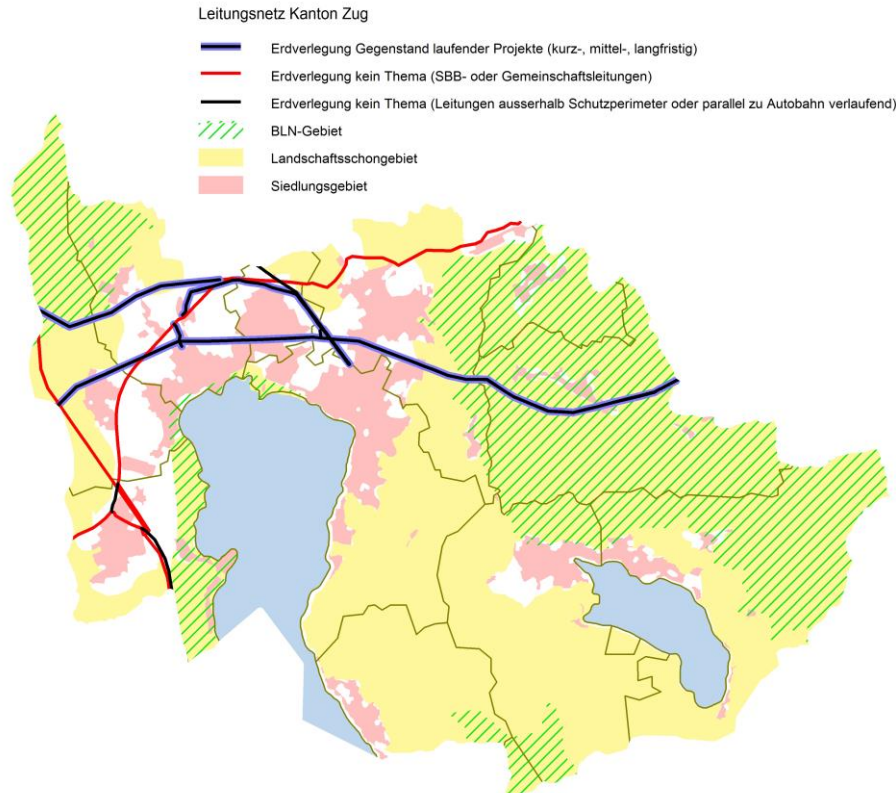 Leitungsnetz Kanton Zug
Erdverlegung Gegenstand laufender Projekte (kurz-, mittel-, langfristig)
Erdverlegung kein Thema (SBB- oder Gemeinschaftsleitungen)
Erdverlegung kein Thema (Leitungen ausserhalb Schutzperimeter oder parallel zu Autobahn verlaufend)
BLN-Gebiet
Landschaftsschongebiet
Siedlungsgebiet